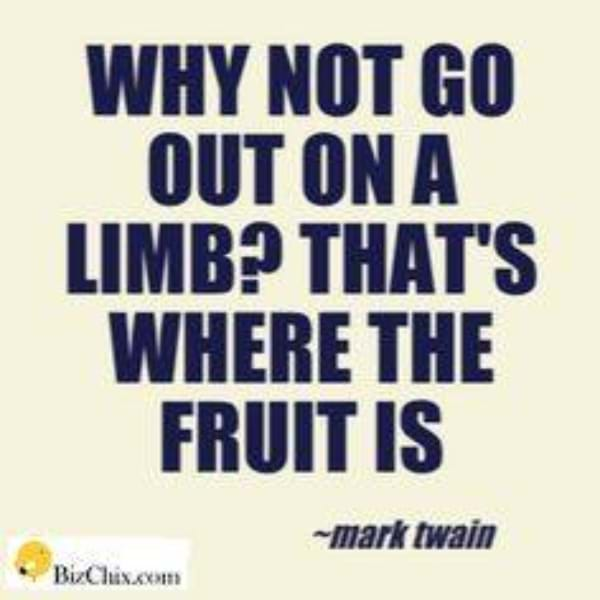 WHY NOT GO
OUT ON A
LIMB? THAT'S
WHERE THE
FRUIT IS
~mark twain
BizChix.com